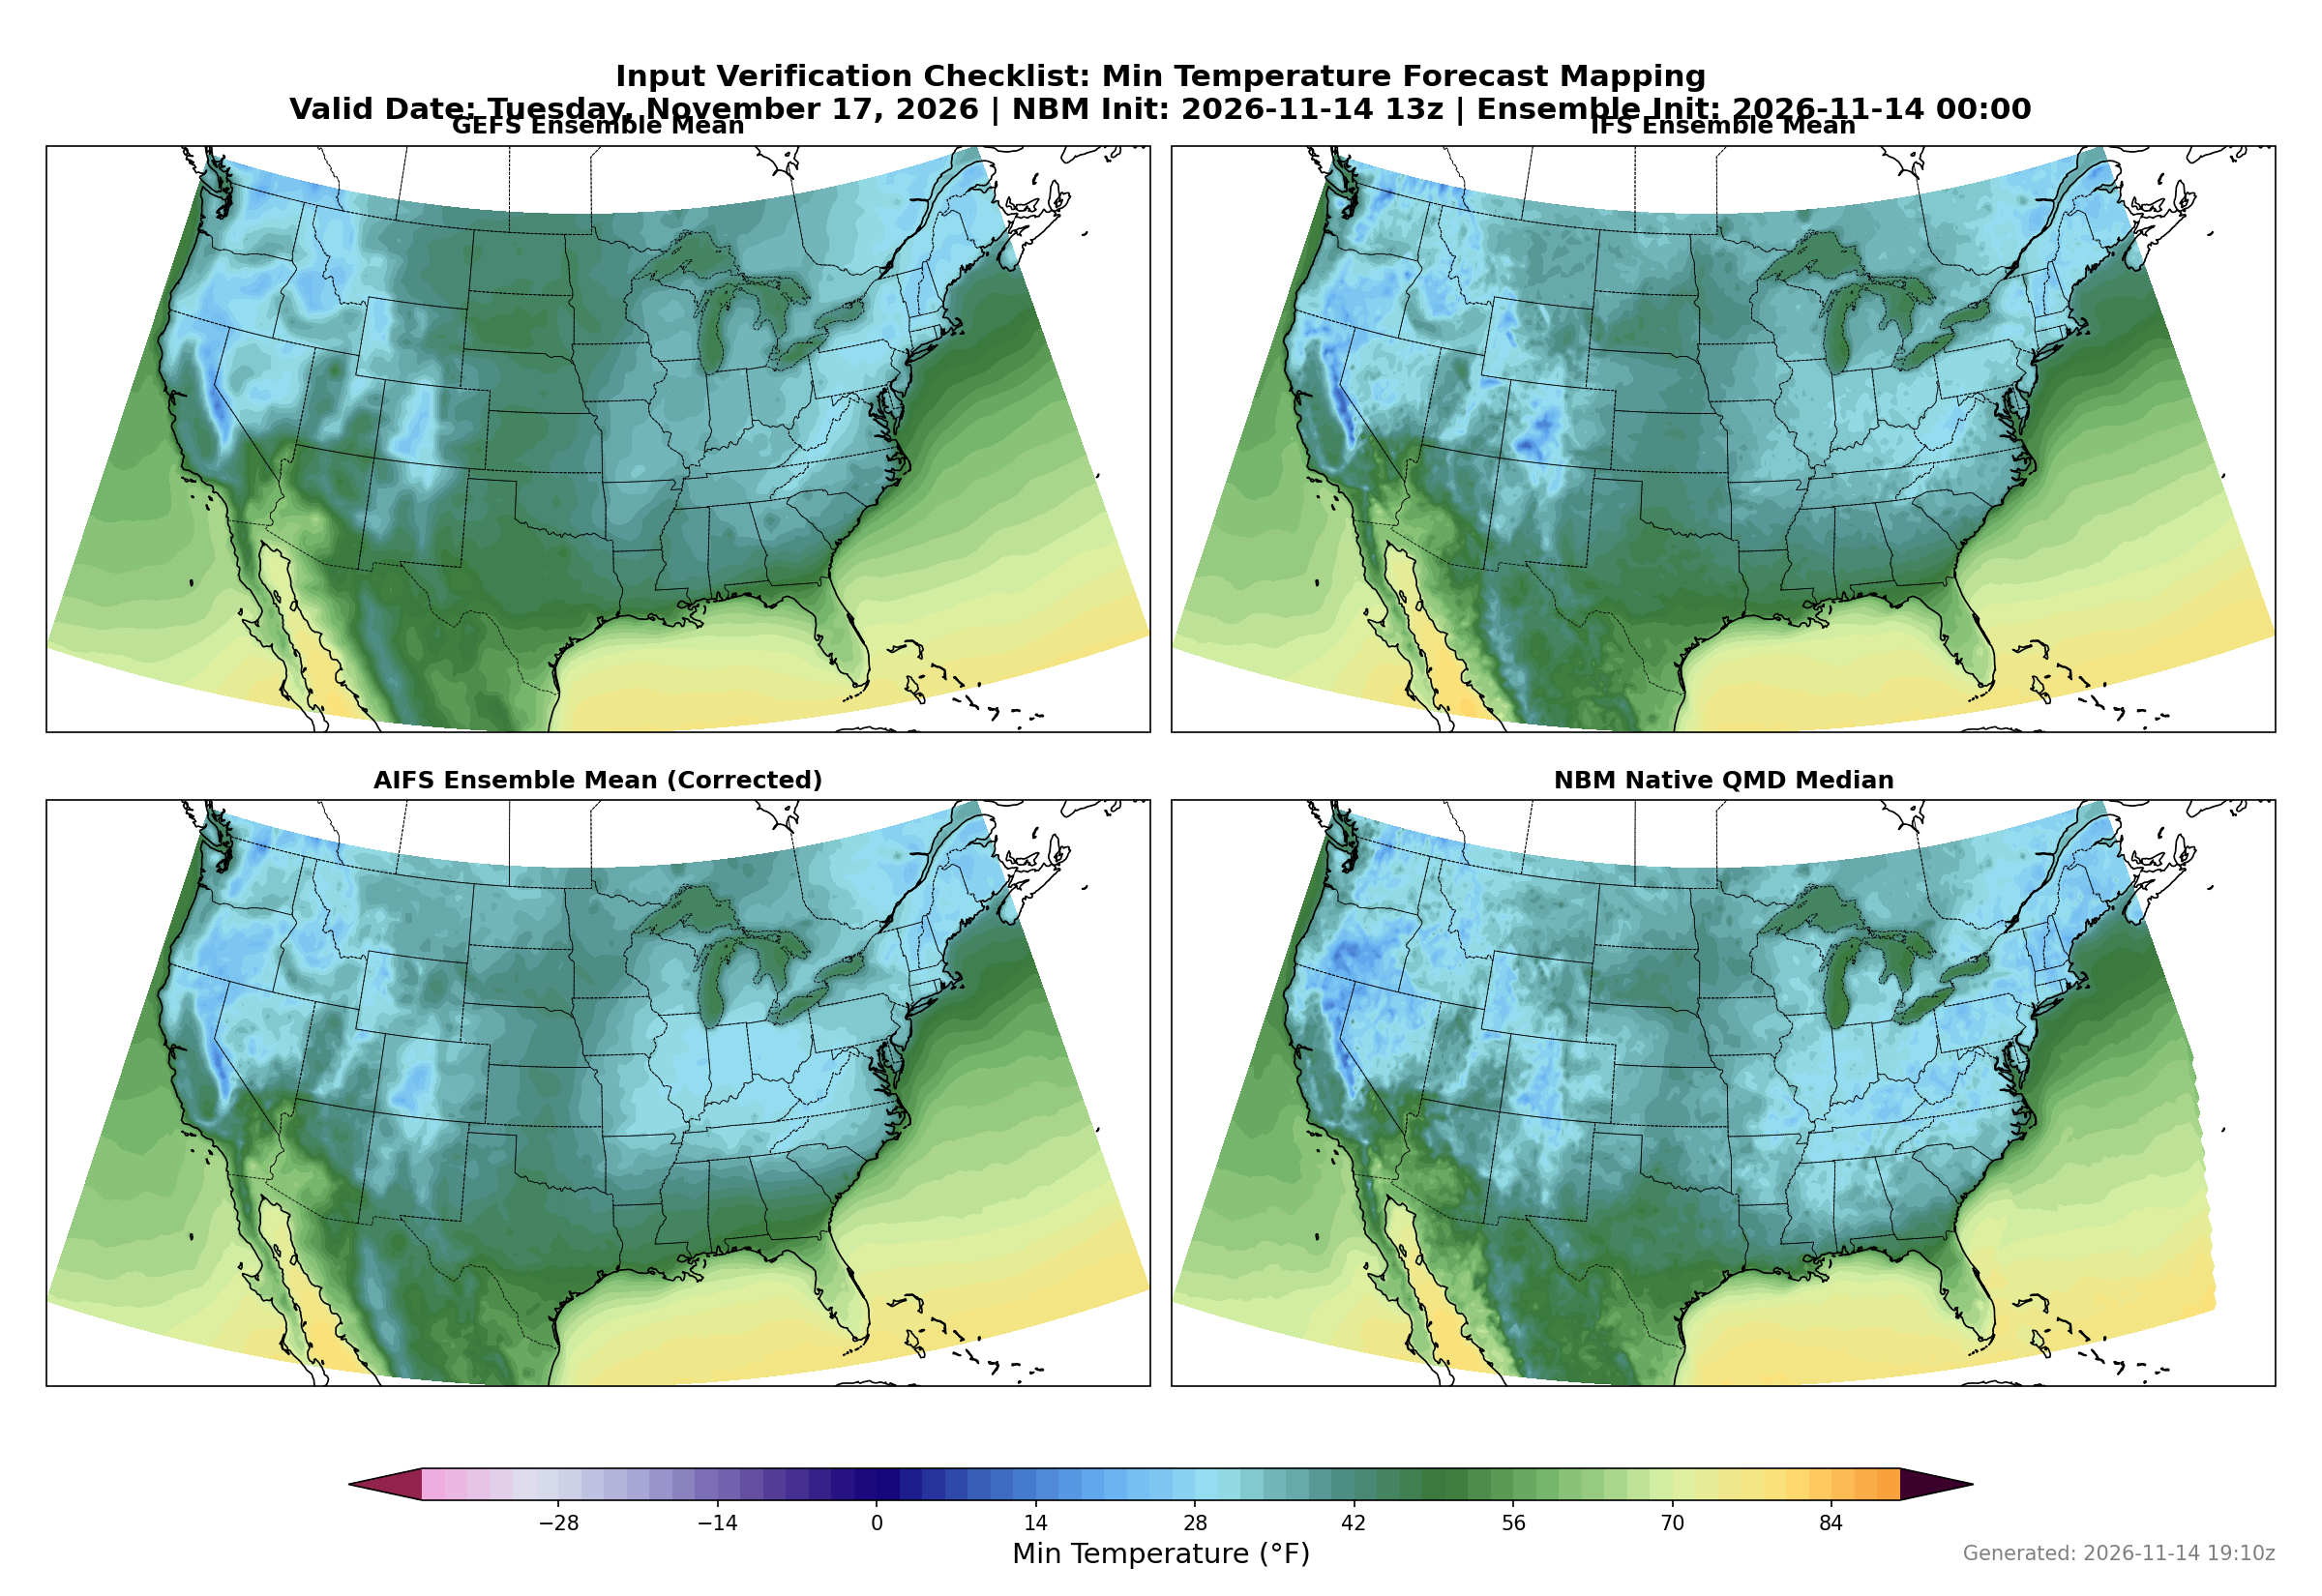 Input Verification Checklist: Min Temperature Forecast Mapping
Valid Date: Tuesday, November 17, 2026 | NBM Init: 2026-11-14 13z | Ensemble Init: 2026-11-14 00:00
GEFS Ensemble Mean
IFS Ensemble Mean
AIFS Ensemble Mean (Corrected)
NBM Native QMD Median
−28 −14 0 14 28 42 56 70 84
Min Temperature (°F)
Generated: 2026-11-14 19:10z